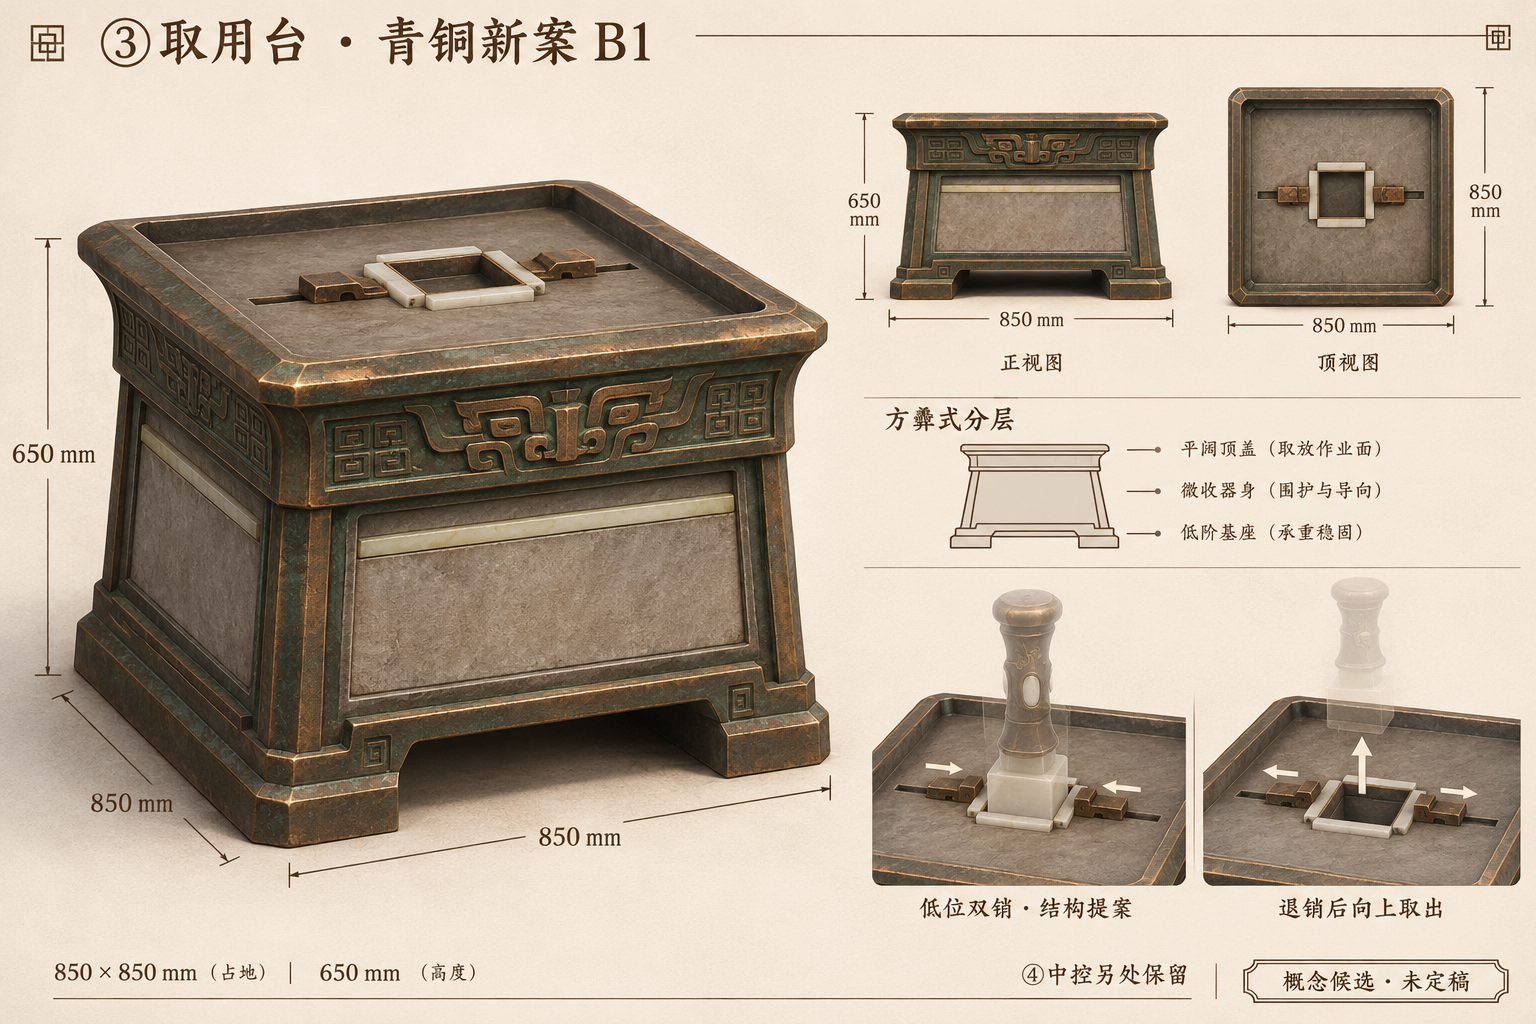 ③取用台 · 青铜新案 B1
650 mm
850 mm
850 mm
650 mm
850 mm
正视图
850 mm
850 mm
顶视图
方彝式分层
平阔顶盖（取放作业面）
微收器身（围护与导向）
低阶基座（承重稳固）
低位双销 · 结构提案
退销后向上取出
850 × 850 mm（占地） | 650 mm （高度）
④中控另处保留
概念候选 · 未定稿